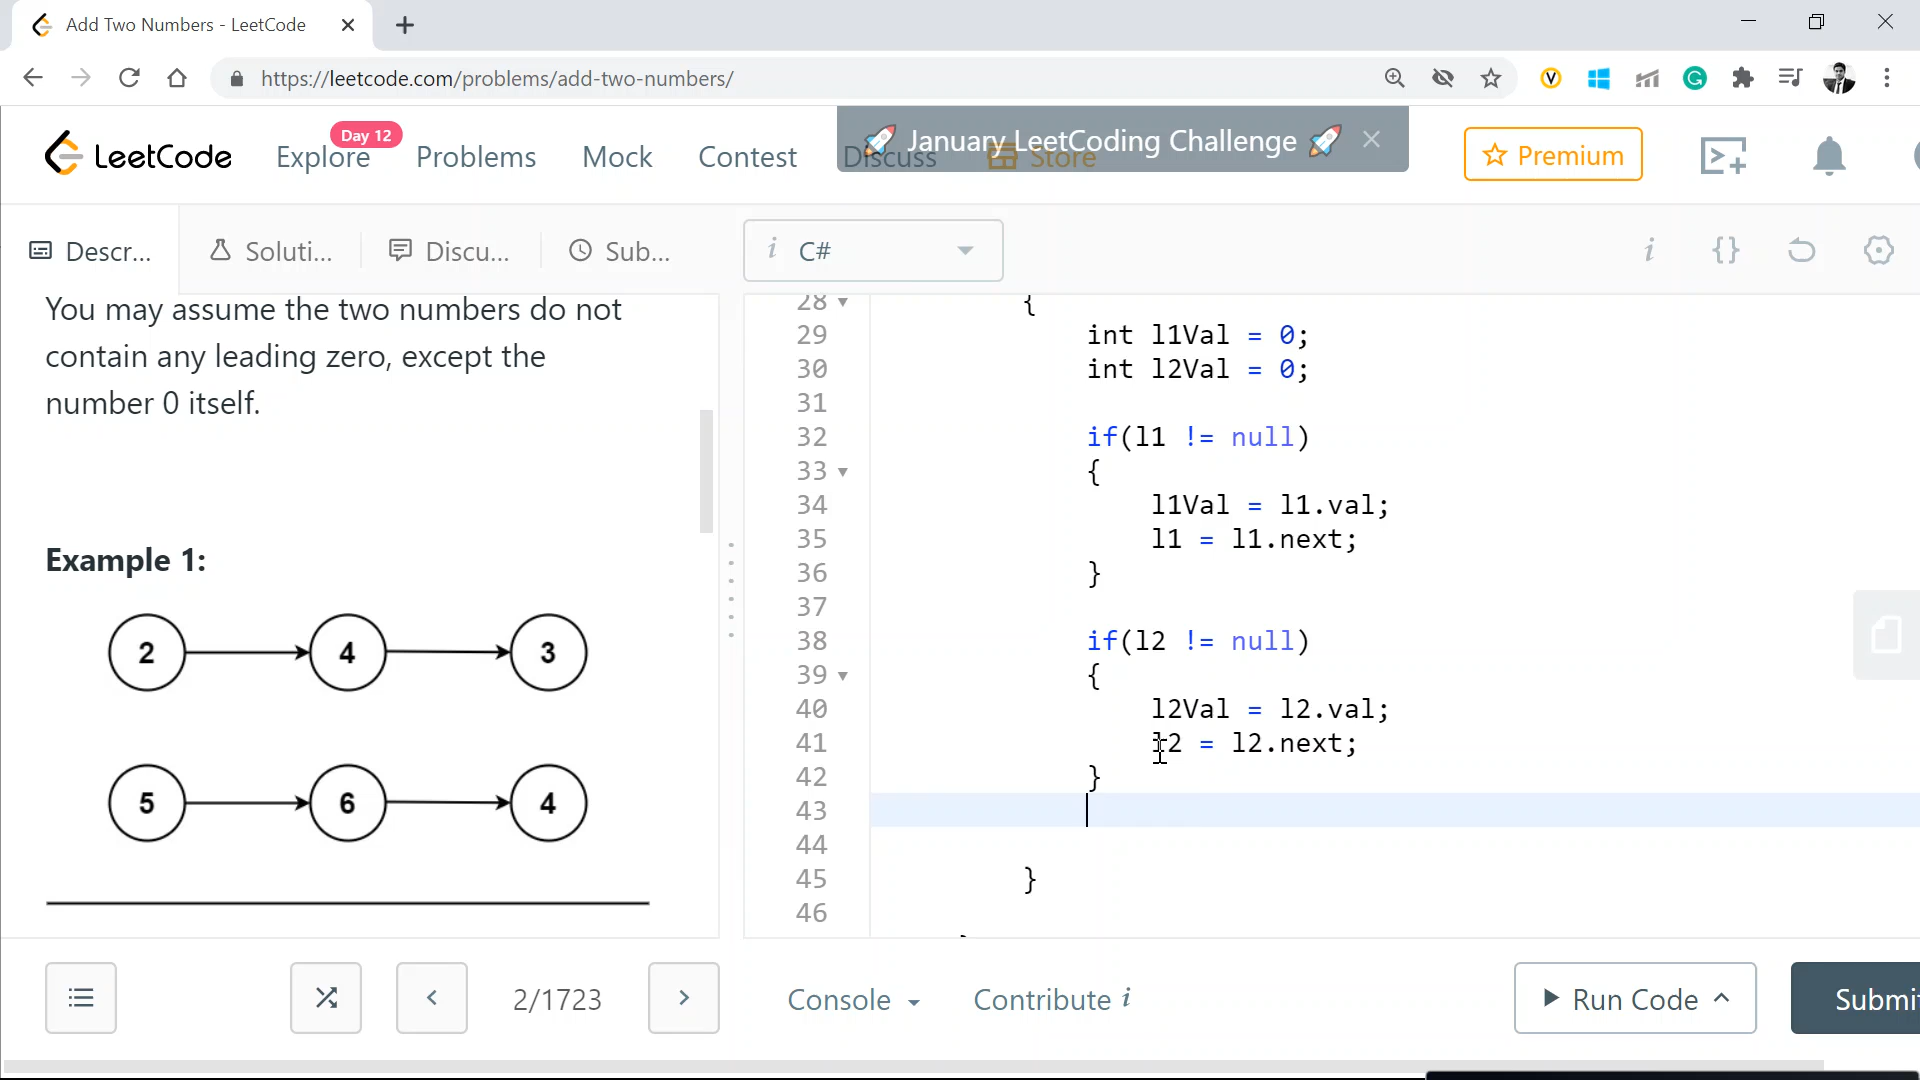 Add Two Numbers - LeetCode
https://leetcode.com/problems/add-two-numbers/
LeetCode
Explore
Day 12
Problems
Mock
Contest
Discuss
Store
🚀 January LeetCoding Challenge 🚀
Premium
Descr...
Soluti...
Discu...
Sub...
i C#
i {}
You may assume the two numbers do not
contain any leading zero, except the
number 0 itself.
Example 1:
2 4 3
5 6 4
28 {
29 int l1Val = 0;
30 int l2Val = 0;
31
32 if(l1 != null)
33 {
34 l1Val = l1.val;
35 l1 = l1.next;
36 }
37
38 if(l2 != null)
39 {
40 l2Val = l2.val;
41 l2 = l2.next;
42 }
43
44
45 }
46
2/1723
Console
Contribute i
Run Code
Submi